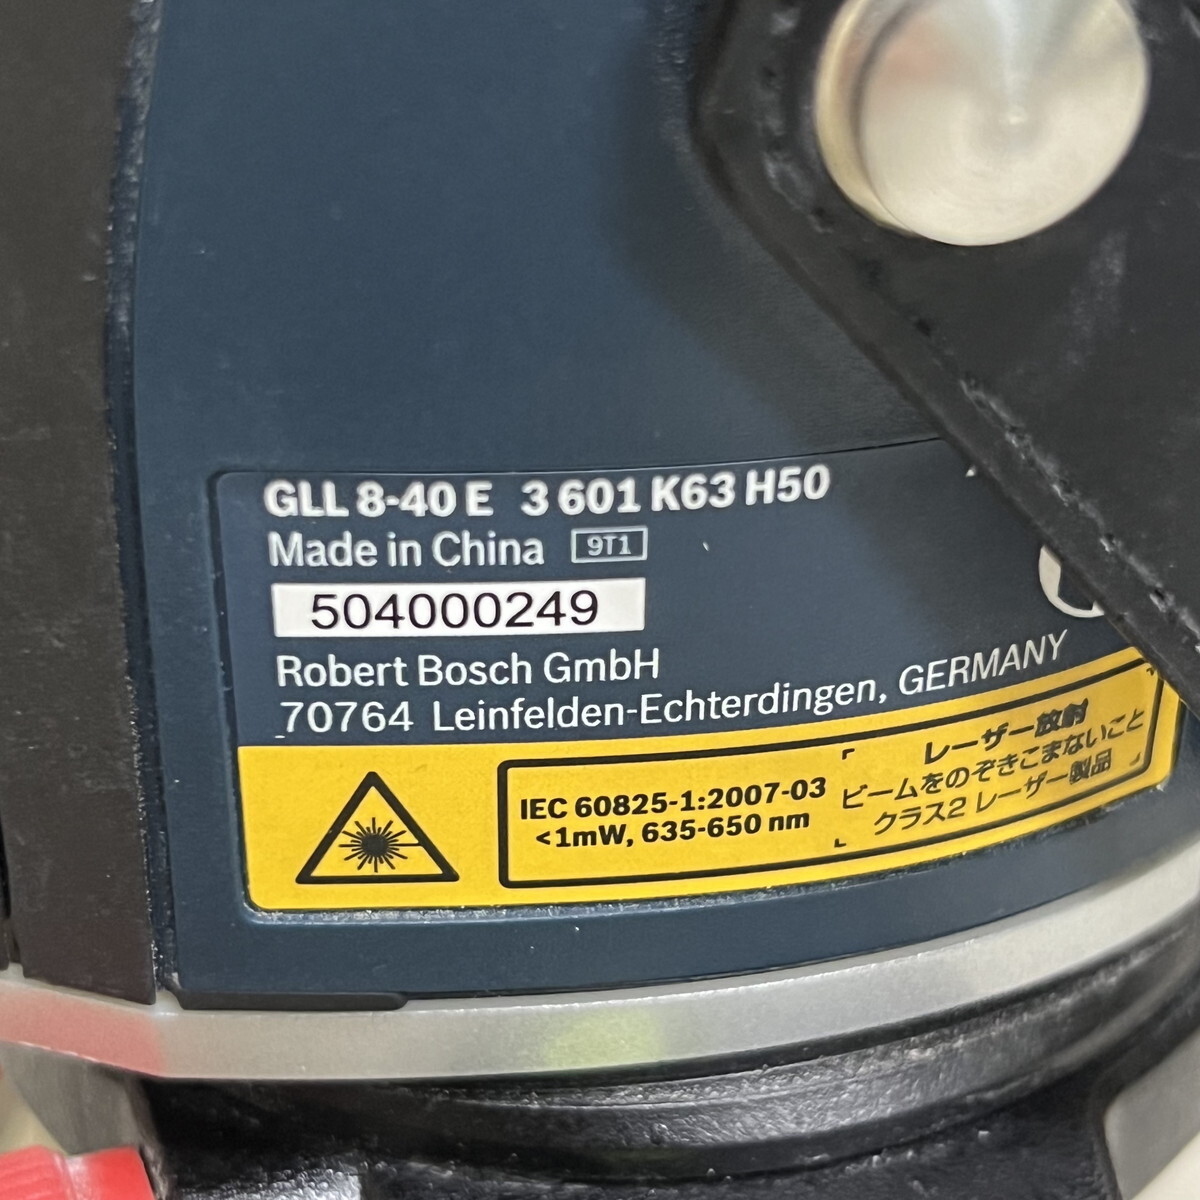 GLL 8-40 E 3 601 K63 H50
Made in China 9T1
504000249
Robert Bosch GmbH
70764 Leinfelden-Echterdingen, GERMANY
IEC 60825-1:2007-03
<1mW, 635-650 nm
レーザー放射
ビームをのぞきこまないこと
クラス2 レーザー製品